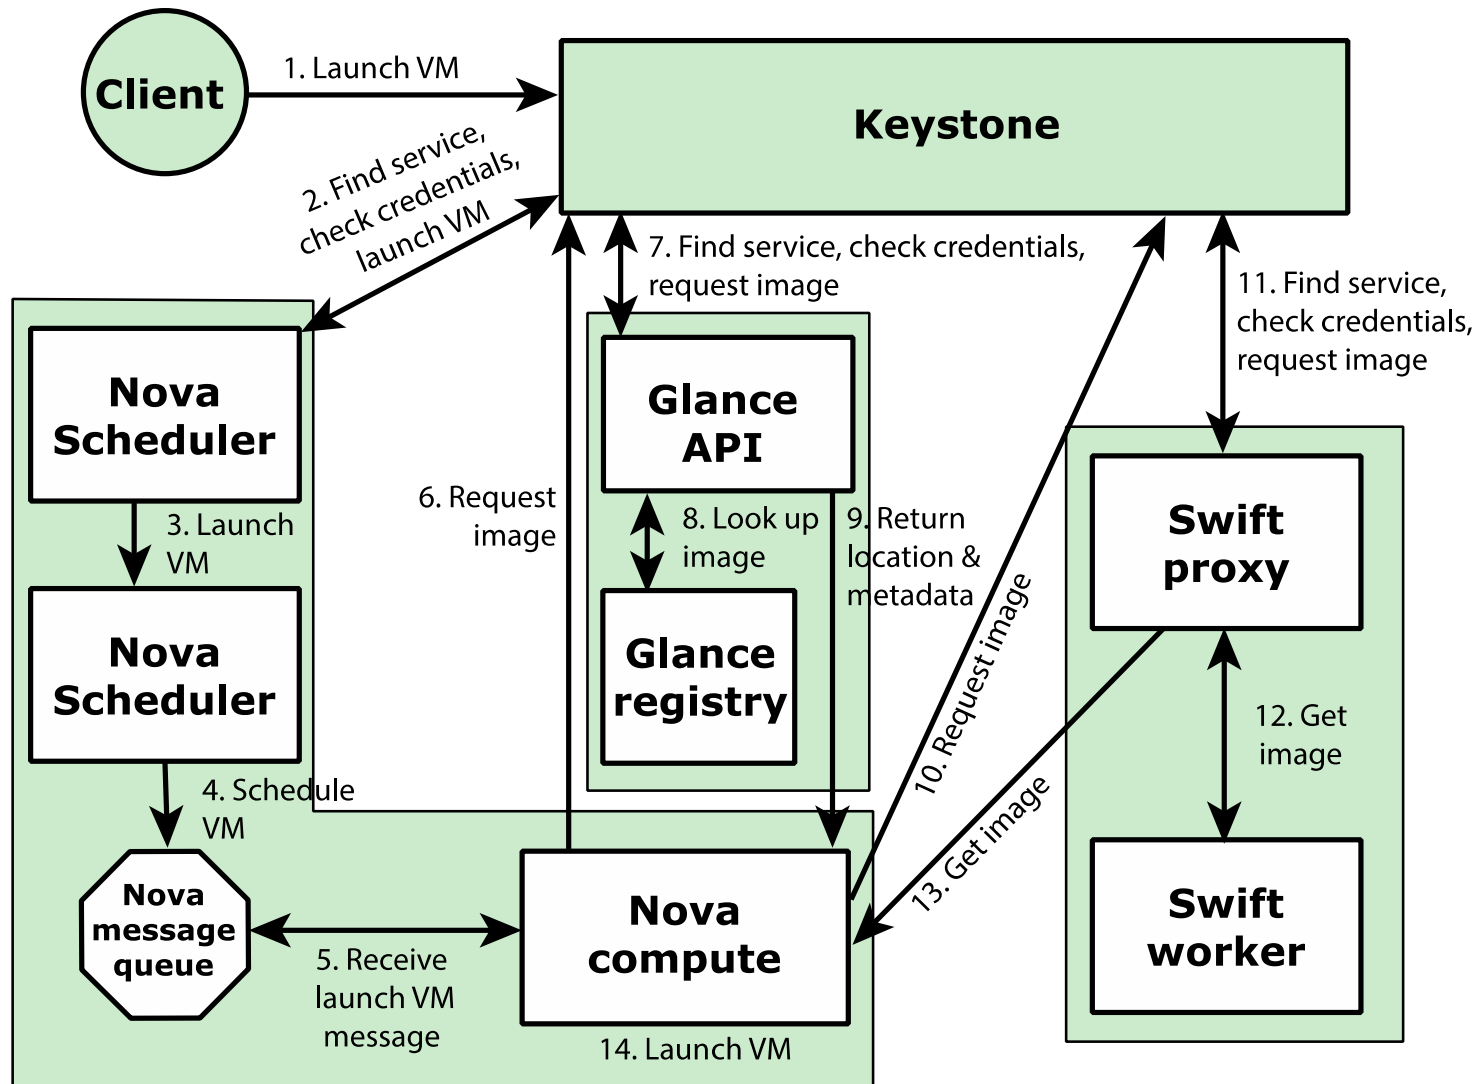 Client
1. Launch VM
Keystone
2. Find service,
check credentials,
launch VM
7. Find service, check credentials,
request image
11. Find service,
check credentials,
request image
Nova
Scheduler
Glance
API
6. Request
image
8. Look up
image
9. Return
location &
metadata
Swift
proxy
3. Launch
VM
Nova
Scheduler
Glance
registry
10. Request image
12. Get
image
4. Schedule
VM
13. Get image
Nova
message
queue
5. Receive
launch VM
message
Nova
compute
Swift
worker
14. Launch VM